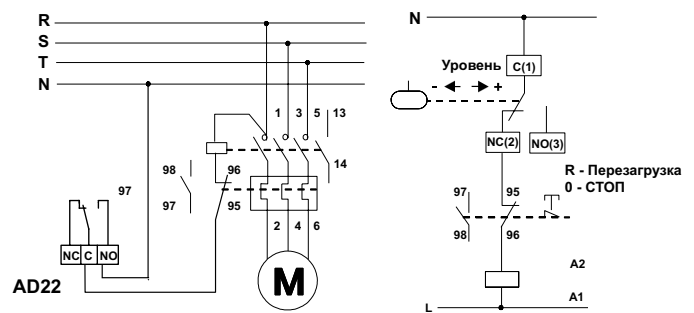 R
S
T
N
1 3 5 13
14
98
97
96
95
97
2 4 6
NC C NO
AD22
M
N
Уровень
C(1)
- +
NC(2)
NO(3)
R - Перезагрузка
0 - СТОП
97
95
98
96
A2
A1
L